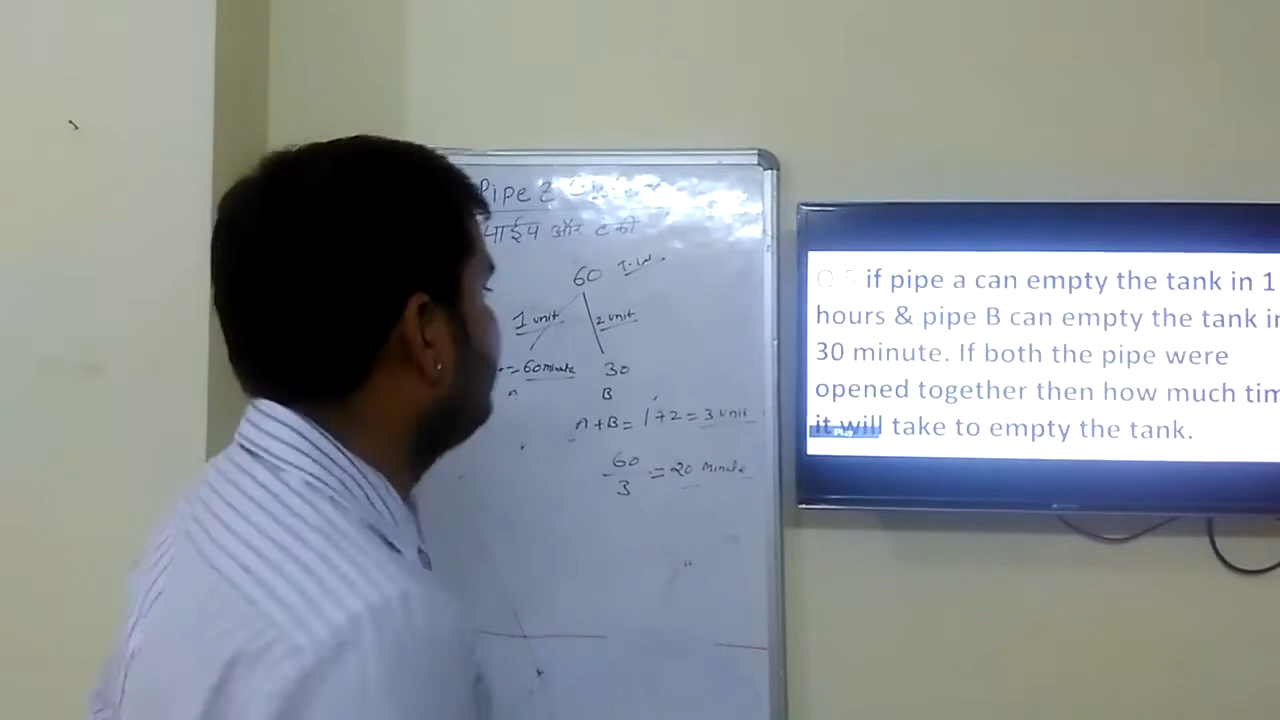 Pipe &
पाईप और टकी
60 T.W
1 unit 2 unit
= 60 minute 30
A B
A+B = 1+2 = 3 unit
60
3
= 20 Minute
Q.5 if pipe a can empty the tank in 1
hours & pipe B can empty the tank in
30 minute. If both the pipe were
opened together then how much tim
it will take to empty the tank.